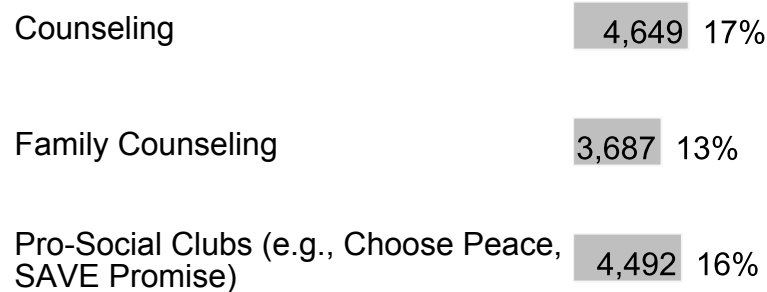 Counseling 4,649 17%
Family Counseling 3,687 13%
Pro-Social Clubs (e.g., Choose Peace,
SAVE Promise) 4,492 16%